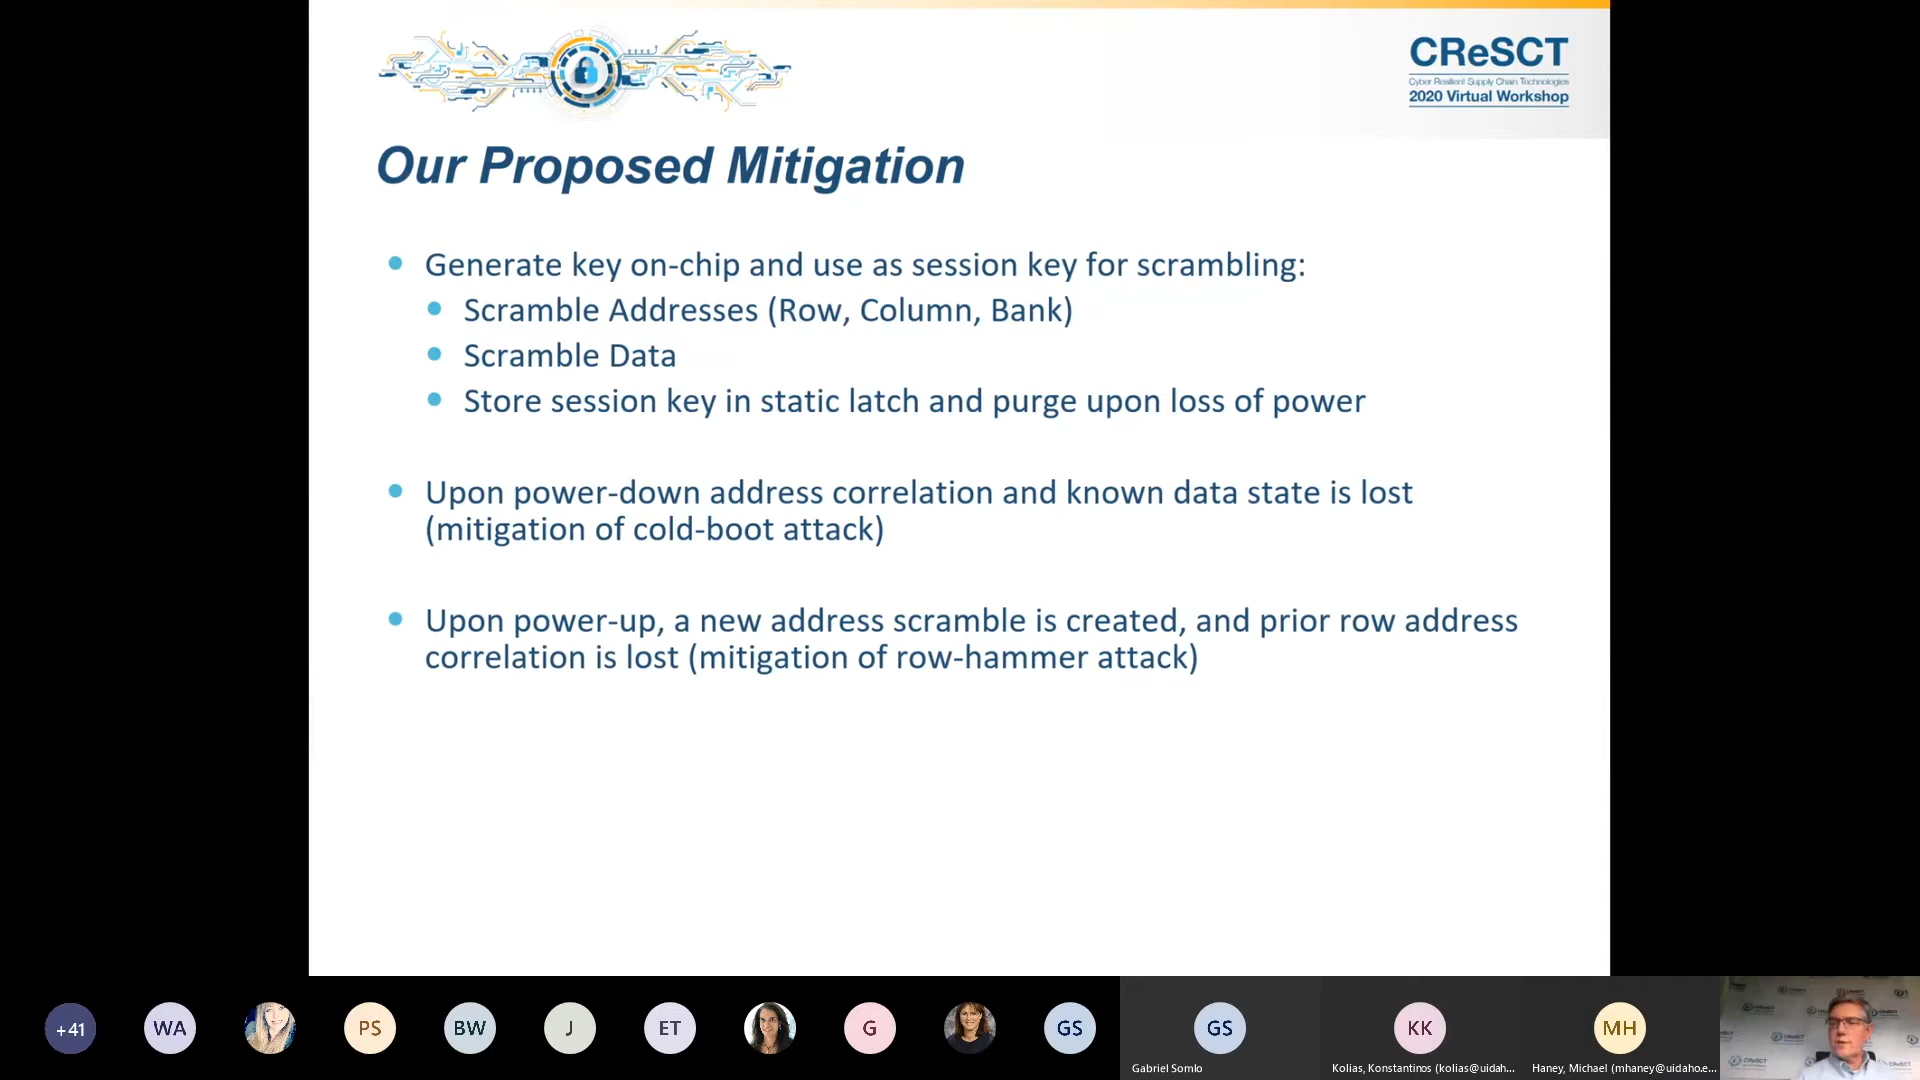 CReSCT
Cyber Resilient Supply Chain Technologies
2020 Virtual Workshop
Our Proposed Mitigation
Generate key on-chip and use as session key for scrambling:
Scramble Addresses (Row, Column, Bank)
Scramble Data
Store session key in static latch and purge upon loss of power
Upon power-down address correlation and known data state is lost
(mitigation of cold-boot attack)
Upon power-up, a new address scramble is created, and prior row address
correlation is lost (mitigation of row-hammer attack)
+41
WA
PS
BW
J
ET
G
GS
GS
KK
MH
Gabriel Somlo
Kolias, Konstantinos (kolias@uidah...
Haney, Michael (mhaney@uidaho.e...